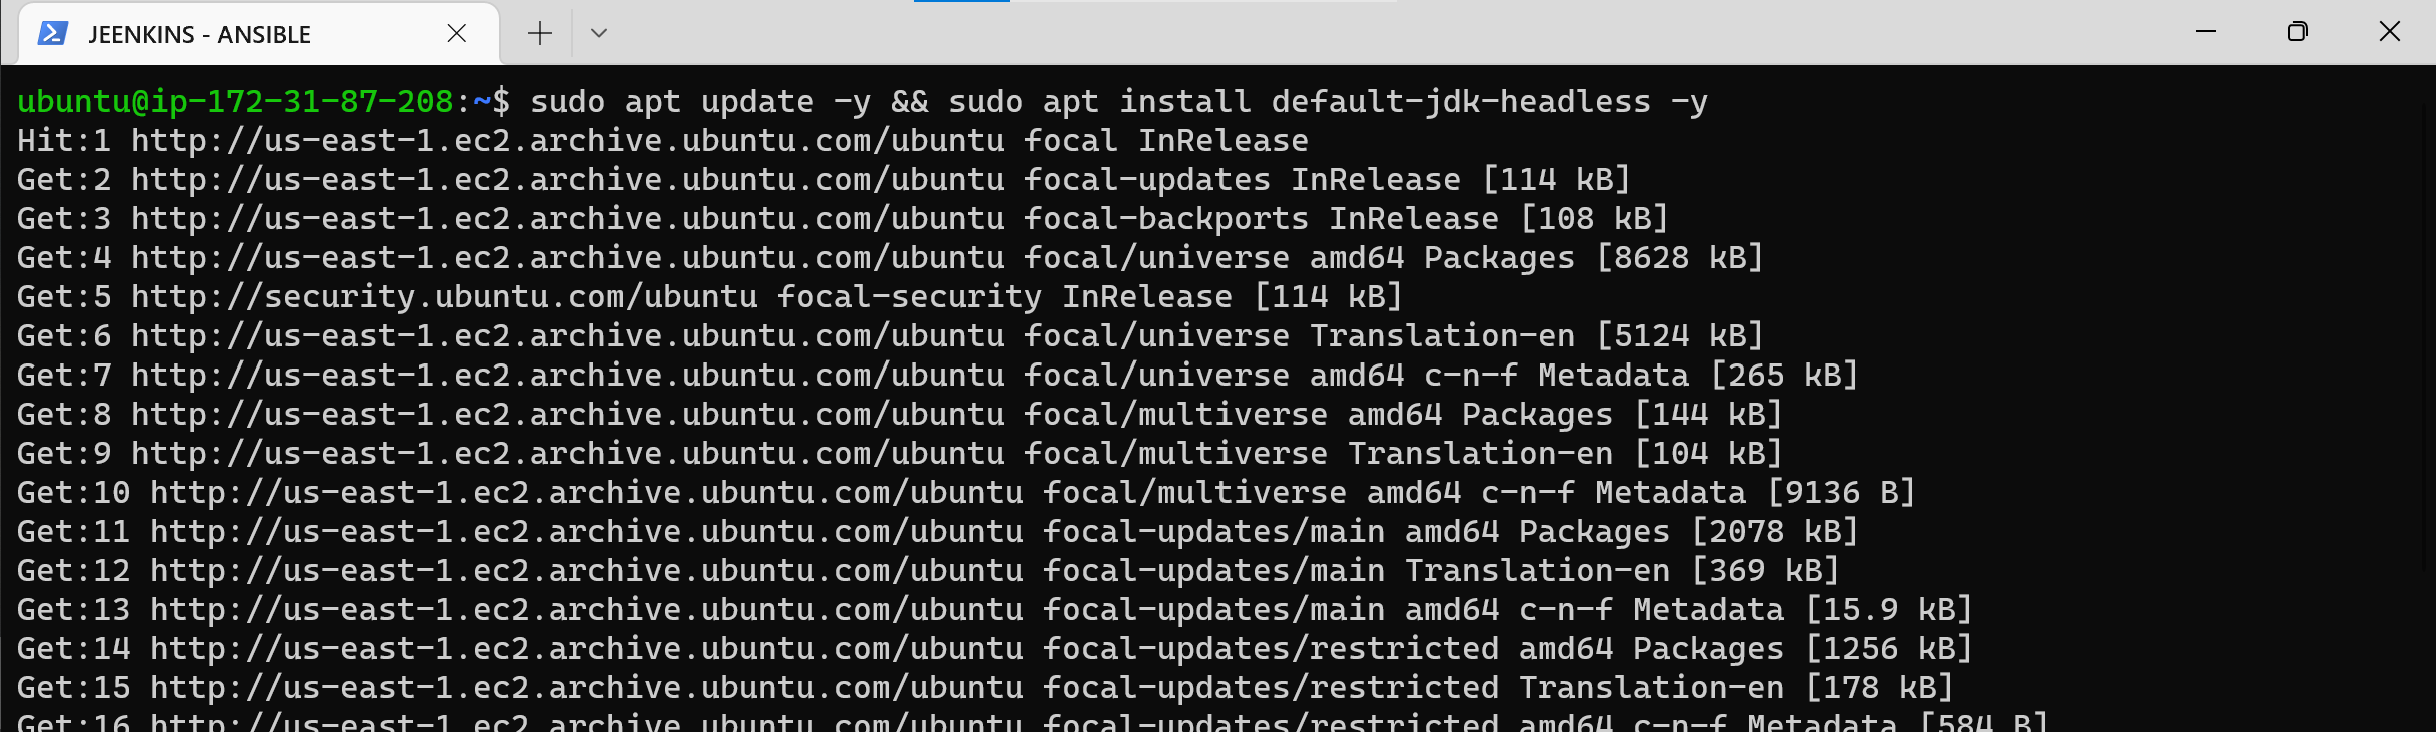 JEENKINS - ANSIBLE
ubuntu@ip-172-31-87-208:~$ sudo apt update -y && sudo apt install default-jdk-headless -y
Hit:1 http://us-east-1.ec2.archive.ubuntu.com/ubuntu focal InRelease
Get:2 http://us-east-1.ec2.archive.ubuntu.com/ubuntu focal-updates InRelease [114 kB]
Get:3 http://us-east-1.ec2.archive.ubuntu.com/ubuntu focal-backports InRelease [108 kB]
Get:4 http://us-east-1.ec2.archive.ubuntu.com/ubuntu focal/universe amd64 Packages [8628 kB]
Get:5 http://security.ubuntu.com/ubuntu focal-security InRelease [114 kB]
Get:6 http://us-east-1.ec2.archive.ubuntu.com/ubuntu focal/universe Translation-en [5124 kB]
Get:7 http://us-east-1.ec2.archive.ubuntu.com/ubuntu focal/universe amd64 c-n-f Metadata [265 kB]
Get:8 http://us-east-1.ec2.archive.ubuntu.com/ubuntu focal/multiverse amd64 Packages [144 kB]
Get:9 http://us-east-1.ec2.archive.ubuntu.com/ubuntu focal/multiverse Translation-en [104 kB]
Get:10 http://us-east-1.ec2.archive.ubuntu.com/ubuntu focal/multiverse amd64 c-n-f Metadata [9136 B]
Get:11 http://us-east-1.ec2.archive.ubuntu.com/ubuntu focal-updates/main amd64 Packages [2078 kB]
Get:12 http://us-east-1.ec2.archive.ubuntu.com/ubuntu focal-updates/main Translation-en [369 kB]
Get:13 http://us-east-1.ec2.archive.ubuntu.com/ubuntu focal-updates/main amd64 c-n-f Metadata [15.9 kB]
Get:14 http://us-east-1.ec2.archive.ubuntu.com/ubuntu focal-updates/restricted amd64 Packages [1256 kB]
Get:15 http://us-east-1.ec2.archive.ubuntu.com/ubuntu focal-updates/restricted Translation-en [178 kB]
Get:16 http://us-east-1.ec2.archive.ubuntu.com/ubuntu focal-updates/restricted amd64 c-n-f Metadata [584 B]